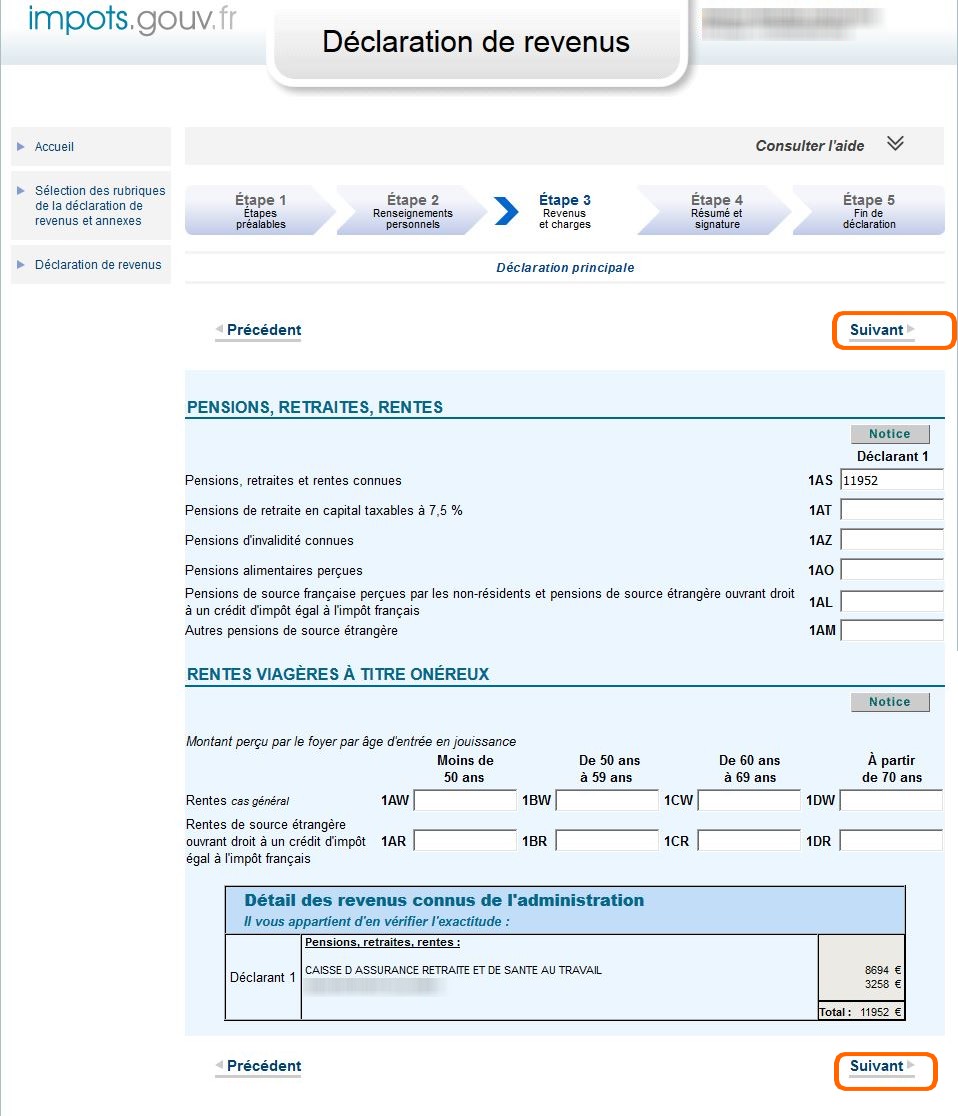 impots.gouv.fr
Déclaration de revenus
Accueil
Sélection des rubriques
de la déclaration de
revenus et annexes
Déclaration de revenus
Consulter l'aide
Étape 1
Étapes
préalables
Étape 2
Renseignements
personnels
Étape 3
Revenus
et charges
Étape 4
Résumé et
signature
Étape 5
Fin de
déclaration
Déclaration principale
Précédent
Suivant
PENSIONS, RETRAITES, RENTES
Notice
Déclarant 1
Pensions, retraites et rentes connues 1AS 11952
Pensions de retraite en capital taxables à 7,5 % 1AT
Pensions d'invalidité connues 1AZ
Pensions alimentaires perçues 1AO
Pensions de source française perçues par les non-résidents et pensions de source étrangère ouvrant droit
à un crédit d'impôt égal à l'impôt français 1AL
Autres pensions de source étrangère 1AM
RENTES VIAGÈRES À TITRE ONÉREUX
Notice
Montant perçu par le foyer par âge d'entrée en jouissance
Moins de
50 ans
De 50 ans
à 59 ans
De 60 ans
à 69 ans
À partir
de 70 ans
Rentes cas général 1AW 1BW 1CW 1DW
Rentes de source étrangère
ouvrant droit à un crédit d'impôt 1AR 1BR 1CR 1DR
égal à l'impôt français
Détail des revenus connus de l'administration
Il vous appartient d'en vérifier l'exactitude :
Déclarant 1
Pensions, retraites, rentes :
CAISSE D ASSURANCE RETRAITE ET DE SANTE AU TRAVAIL 8694 €
3258 €
Total : 11952 €
Précédent
Suivant